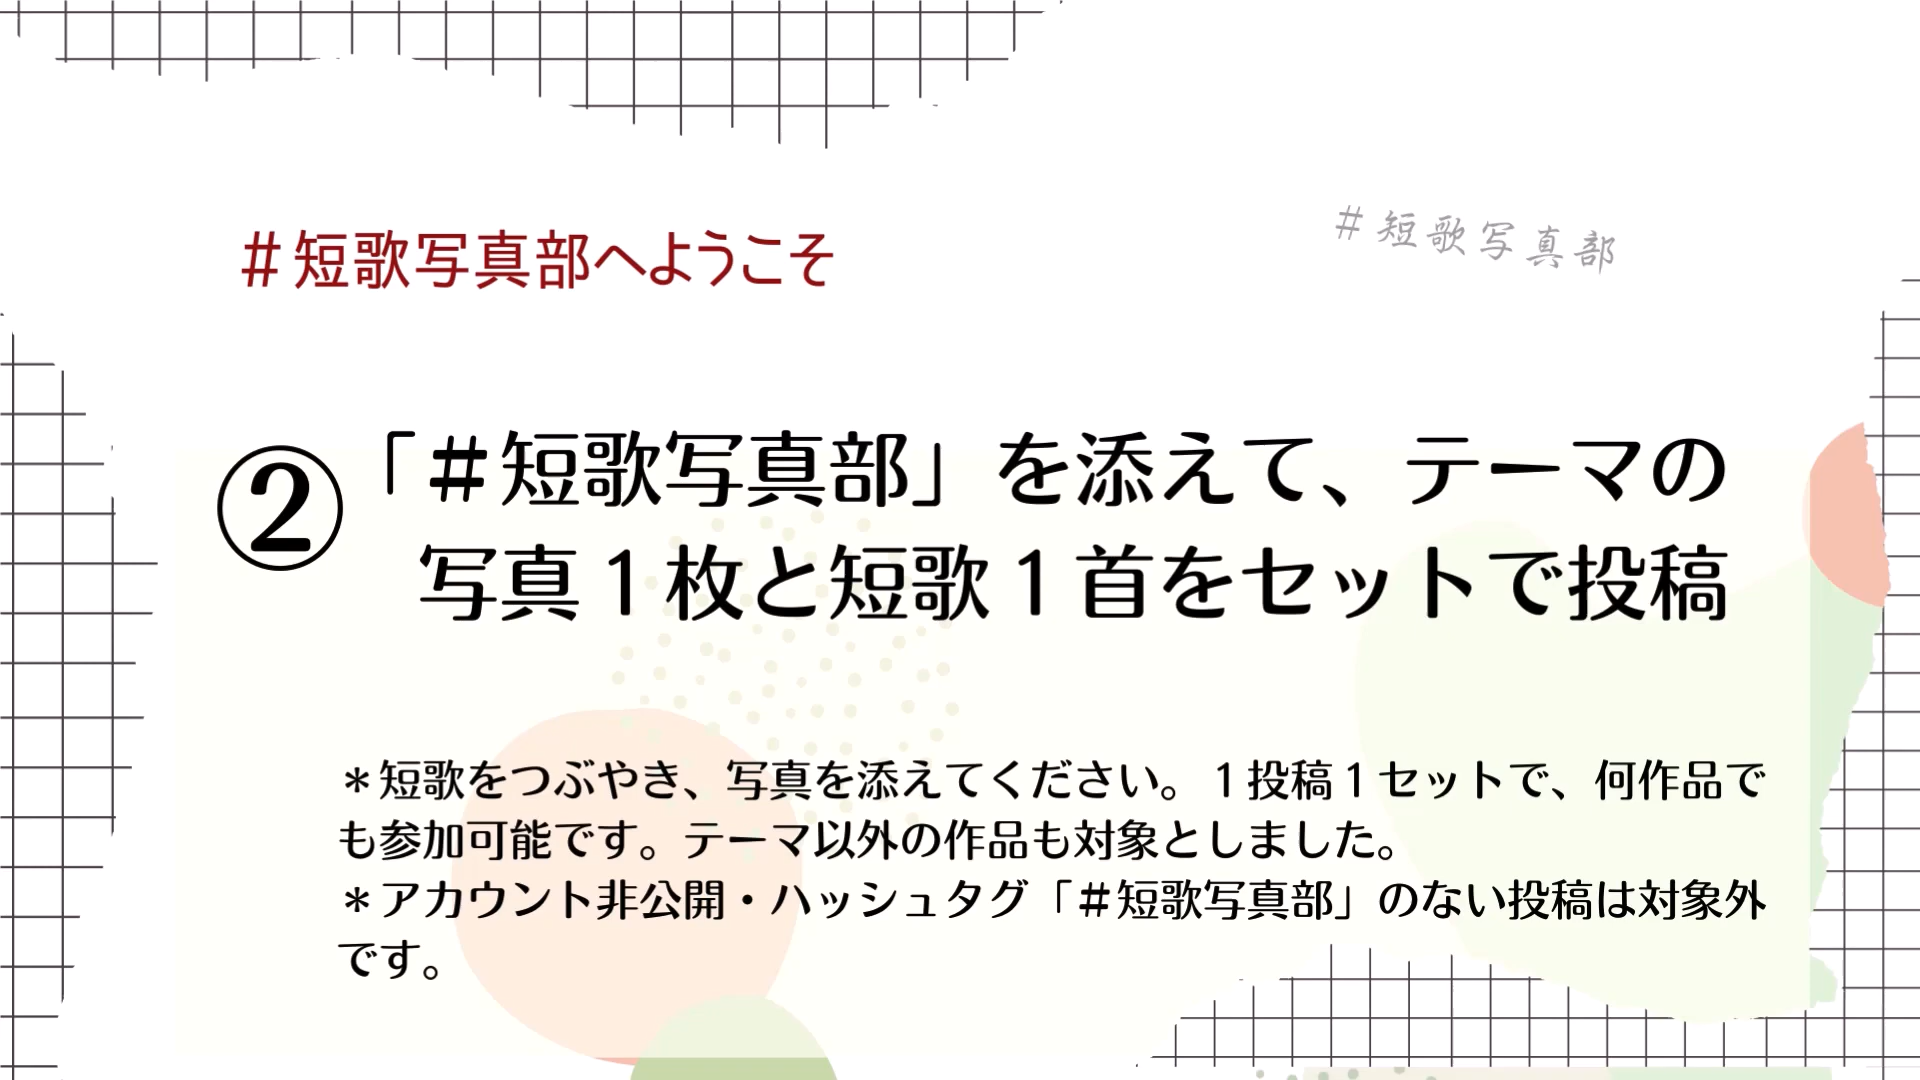 ＃短歌写真部へようこそ
＃短歌写真部
②「＃短歌写真部」を添えて、テーマの
写真１枚と短歌１首をセットで投稿
＊短歌をつぶやき、写真を添えてください。１投稿１セットで、何作品で
も参加可能です。テーマ以外の作品も対象としました。
＊アカウント非公開・ハッシュタグ「＃短歌写真部」のない投稿は対象外
です。